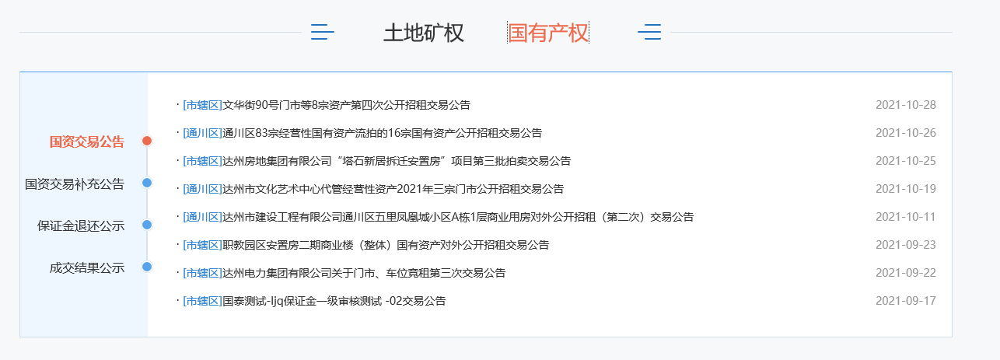 土地矿权 国有产权
国资交易公告
国资交易补充公告
保证金退还公示
成交结果公示
· [市辖区]文华街90号门市等8宗资产第四次公开招租交易公告 2021-10-28
· [通川区]通川区83宗经营性国有资产流拍的16宗国有资产公开招租交易公告 2021-10-26
· [市辖区]达州房地集团有限公司“塔石新居拆迁安置房”项目第三批拍卖交易公告 2021-10-25
· [通川区]达州市文化艺术中心代管经营性资产2021年三宗门市公开招租交易公告 2021-10-19
· [通川区]达州市建设工程有限公司通川区五里凤凰城小区A栋1层商业用房对外公开招租（第二次）交易公告 2021-10-11
· [市辖区]职教园区安置房二期商业楼（整体）国有资产对外公开招租交易公告 2021-09-23
· [市辖区]达州电力集团有限公司关于门市、车位竞租第三次交易公告 2021-09-22
· [市辖区]国泰测试-ljq保证金一级审核测试 -02交易公告 2021-09-17